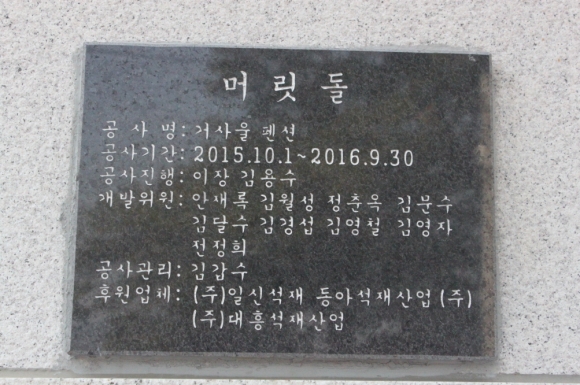 머 릿 돌
공 사 명: 거사울 펜션
공사기간: 2015.10.1~2016.9.30
공사진행: 이장 김용수
개발위원: 안재록 김월성 정춘옥 김문수
김달수 김경섭 김영철 김영자
전정희
공사관리: 김갑수
후원업체: (주)일신석재 동아석재산업 (주)
(주)대흥석재산업